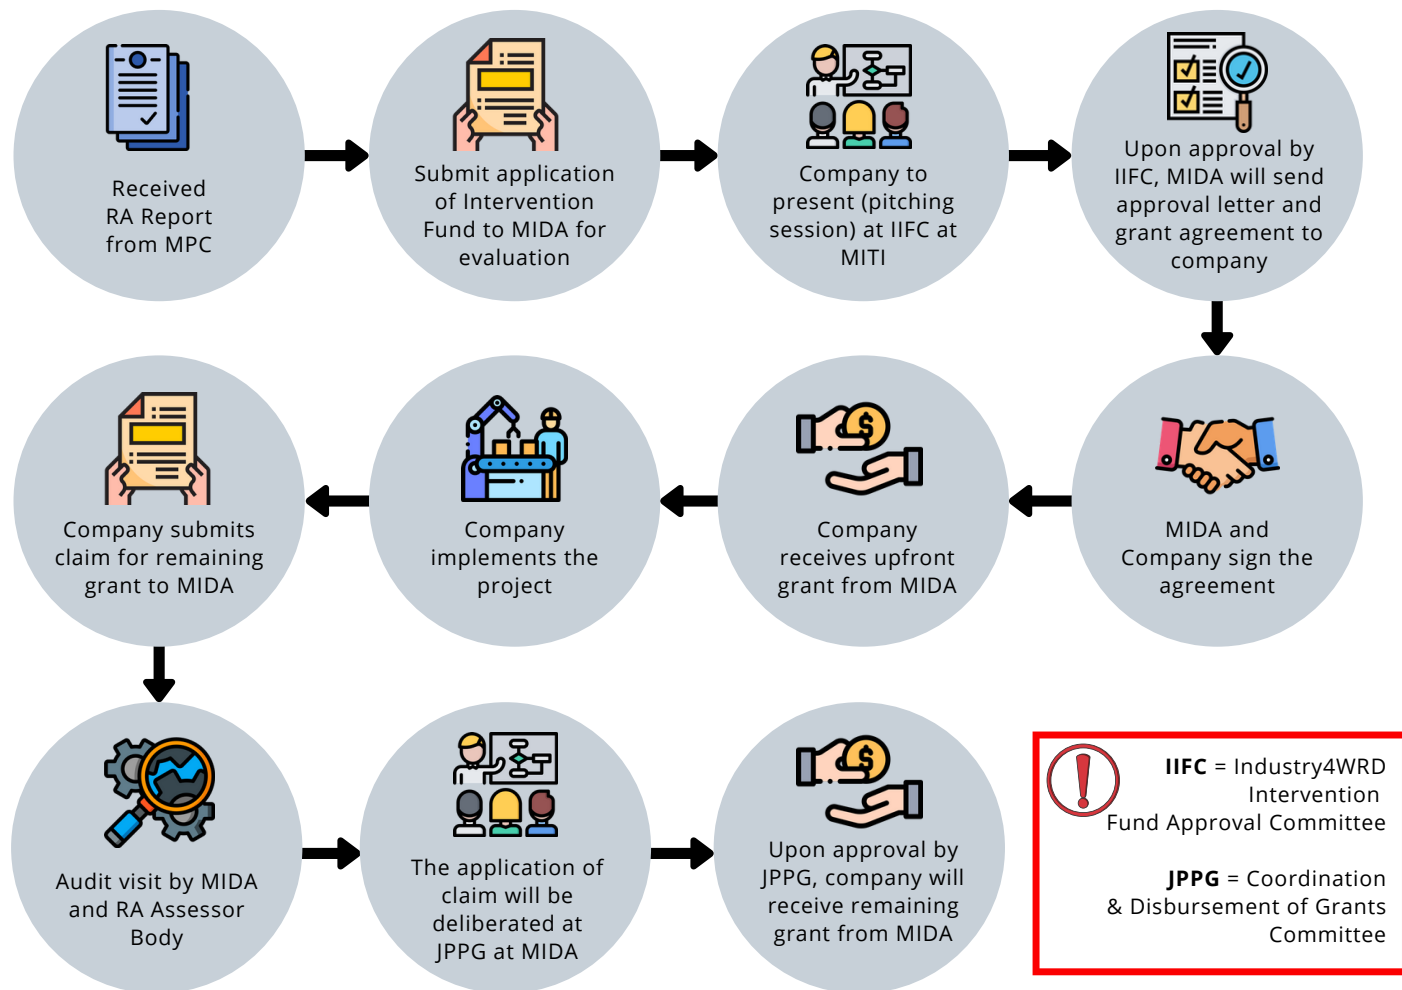 Received
RA Report
from MPC
Submit application
of Intervention
Fund to MIDA for
evaluation
Company to
present (pitching
session) at IIFC at
MITI
Upon approval by
IIFC, MIDA will send
approval letter and
grant agreement to
company
MIDA and
Company sign the
agreement
Company
receives upfront
grant from MIDA
Company
implements the
project
Company submits
claim for remaining
grant to MIDA
Audit visit by MIDA
and RA Assessor
Body
The application of
claim will be
deliberated at
JPPG at MIDA
Upon approval by
JPPG, company will
receive remaining
grant from MIDA
IIFC = Industry4WRD
Intervention
Fund Approval Committee
JPPG = Coordination
& Disbursement of Grants
Committee